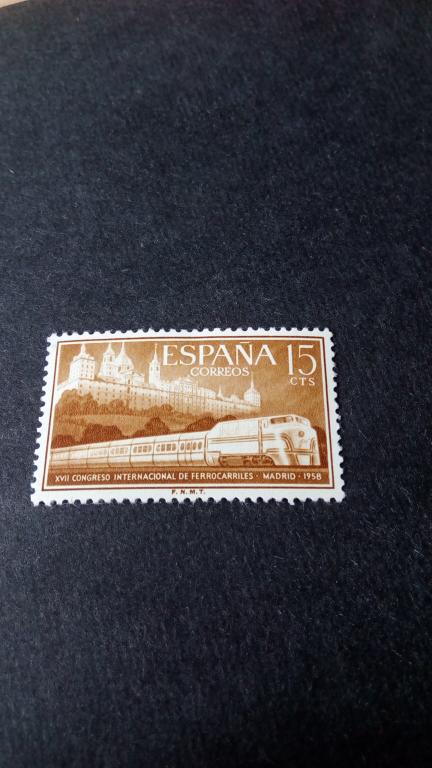 ESPAÑA 15
CORREOS CTS
XVII CONGRESO INTERNACIONAL DE FERROCARRILES · MADRID · 1958
F.N.M.T.